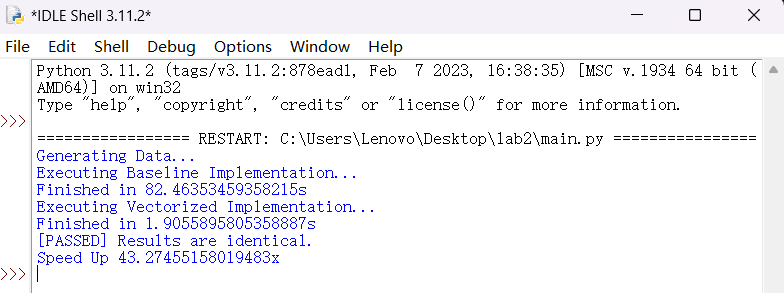 *IDLE Shell 3.11.2*
File Edit Shell Debug Options Window Help
Python 3.11.2 (tags/v3.11.2:878ead1, Feb  7 2023, 16:38:35) [MSC v.1934 64 bit (
AMD64)] on win32
Type "help", "copyright", "credits" or "license()" for more information.
>>>
================= RESTART: C:\Users\Lenovo\Desktop\lab2\main.py ================
Generating Data...
Executing Baseline Implementation...
Finished in 82.46353459358215s
Executing Vectorized Implementation...
Finished in 1.9055895805358887s
[PASSED] Results are identical.
Speed Up 43.27455158019483x
>>>